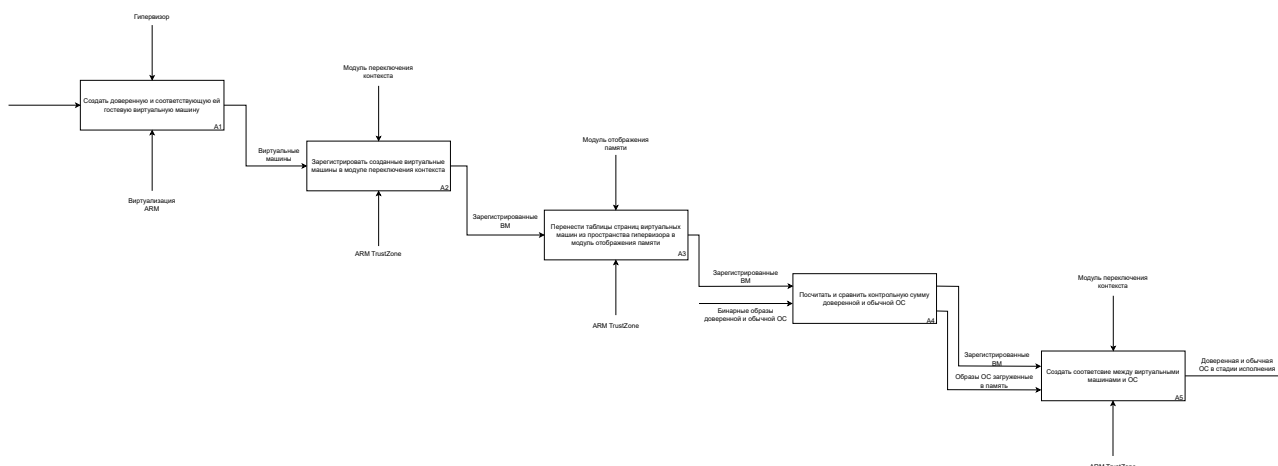 Гипервизор
Создать доверенную и соответствующую ей
гостевую виртуальную машину
A1
Виртуализация
ARM
Виртуальные
машины
Модуль переключения
контекста
Зарегистрировать созданные виртуальные
машины в модуле переключения контекста
A2
ARM TrustZone
Зарегистрированные
ВМ
Модуль отображения
памяти
Перенести таблицы страниц виртуальных
машин из пространства гипервизора в
модуль отображения памяти
A3
ARM TrustZone
Зарегистрированные
ВМ
Бинарные образы
доверенной и обычной ОС
Посчитать и сравнить контрольную сумму
доверенной и обычной ОС
A4
Зарегистрированные
ВМ
Образы ОС загруженные
в память
Модуль переключения
контекста
Создать соответсвие между виртуальными
машинами и ОС
A5
Доверенная и обычная
ОС в стадии исполнения
ARM TrustZone